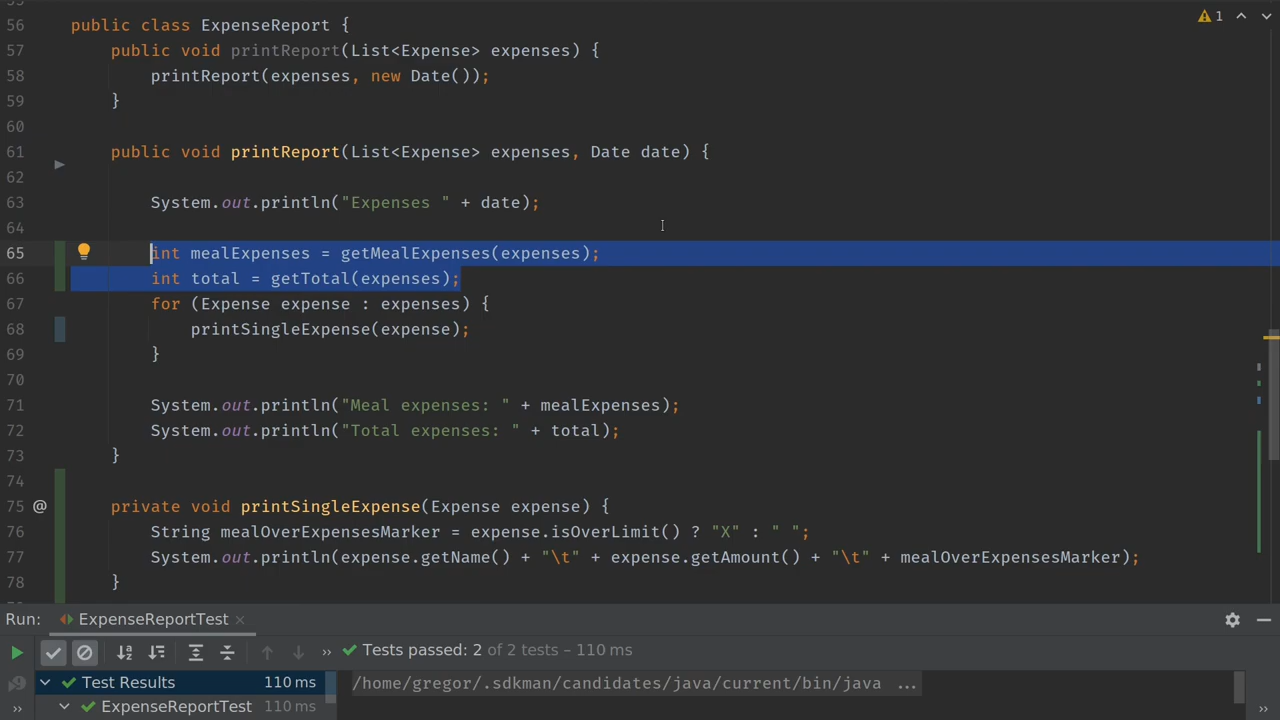 56 public class ExpenseReport {
57 public void printReport(List<Expense> expenses) {
58 printReport(expenses, new Date());
59 }
60
61 public void printReport(List<Expense> expenses, Date date) {
62
63 System.out.println("Expenses " + date);
64
65 int mealExpenses = getMealExpenses(expenses);
66 int total = getTotal(expenses);
67 for (Expense expense : expenses) {
68 printSingleExpense(expense);
69 }
70
71 System.out.println("Meal expenses: " + mealExpenses);
72 System.out.println("Total expenses: " + total);
73 }
74
75 @ private void printSingleExpense(Expense expense) {
76 String mealOverExpensesMarker = expense.isOverLimit() ? "X" : " ";
77 System.out.println(expense.getName() + "\t" + expense.getAmount() + "\t" + mealOverExpensesMarker);
78 }
1
Run: ExpenseReportTest ×
» Tests passed: 2 of 2 tests – 110 ms
Test Results 110 ms /home/gregor/.sdkman/candidates/java/current/bin/java ...
» ExpenseReportTest 110 ms »